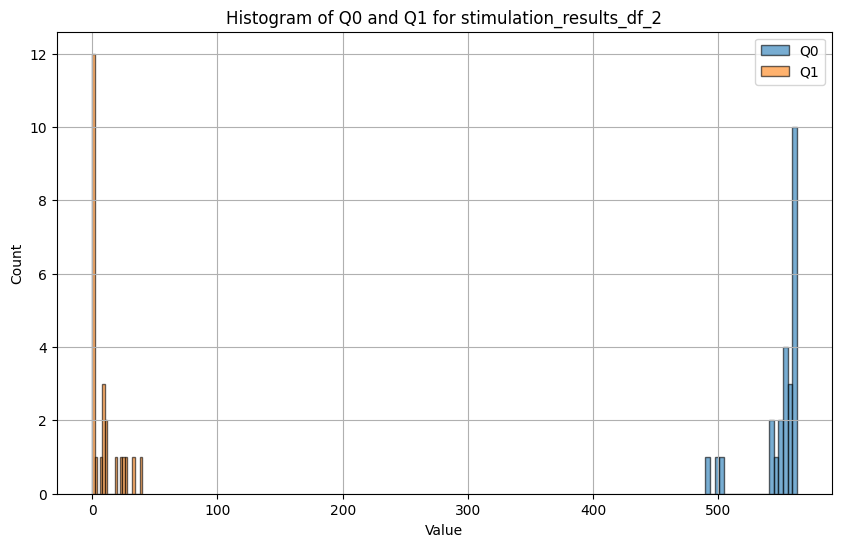 Histogram of Q0 and Q1 for stimulation_results_df_2
Q0
Q1
12
10
8
6
4
2
0
Count
0 100 200 300 400 500
Value